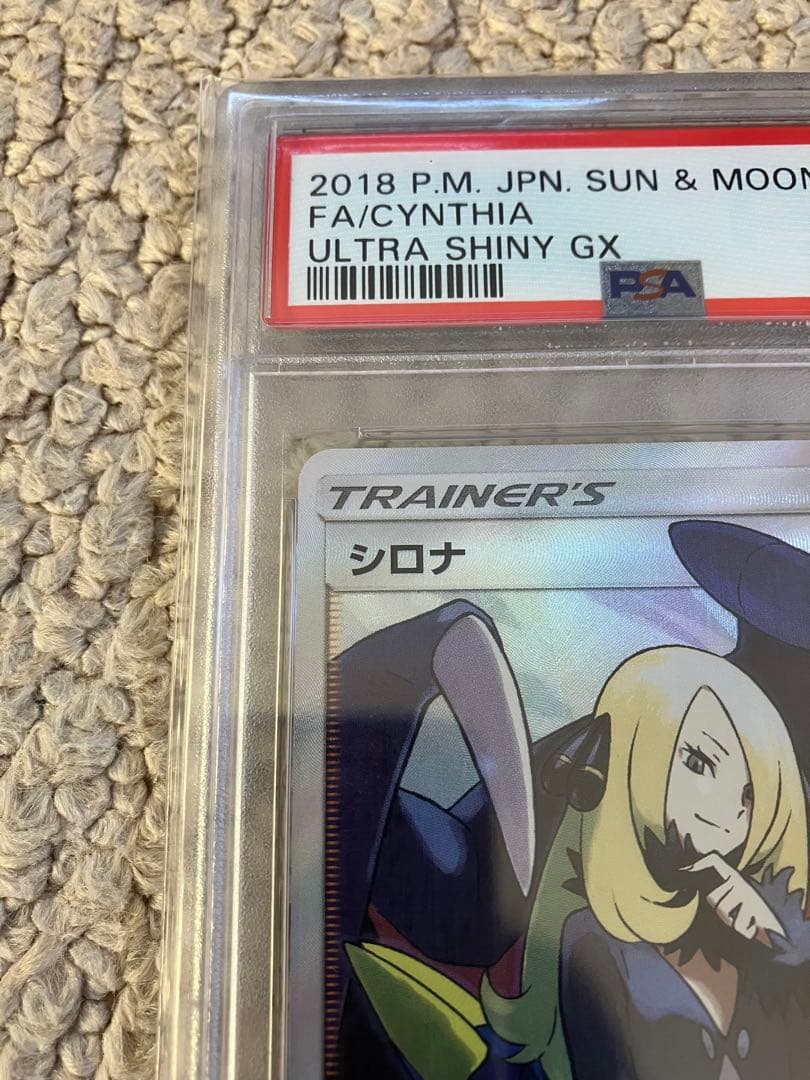 2018 P.M. JPN. SUN & MOON
FA/CYNTHIA
ULTRA SHINY GX
PSA
TRAINER'S
シロナ